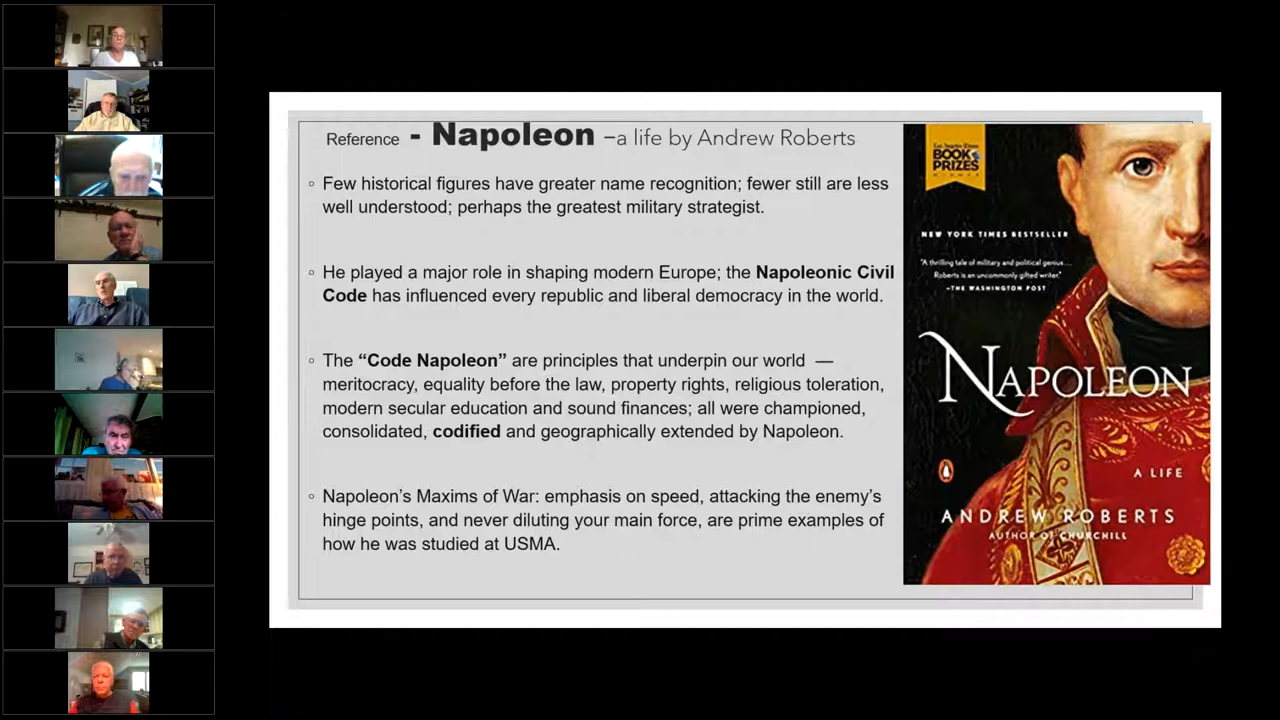 Reference - Napoleon –a life by Andrew Roberts
◦ Few historical figures have greater name recognition; fewer still are less
well understood; perhaps the greatest military strategist.
◦ He played a major role in shaping modern Europe; the Napoleonic Civil
Code has influenced every republic and liberal democracy in the world.
◦ The “Code Napoleon” are principles that underpin our world —
meritocracy, equality before the law, property rights, religious toleration,
modern secular education and sound finances; all were championed,
consolidated, codified and geographically extended by Napoleon.
◦ Napoleon’s Maxims of War: emphasis on speed, attacking the enemy’s
hinge points, and never diluting your main force, are prime examples of
how he was studied at USMA.
Los Angeles Times
BOOK
PRIZES
WINNER
NEW YORK TIMES BESTSELLER
“A thrilling tale of military and political genius . . .
Roberts is an uncommonly gifted writer.”
–THE WASHINGTON POST
NAPOLEON
A LIFE
ANDREW ROBERTS
AUTHOR OF CHURCHILL